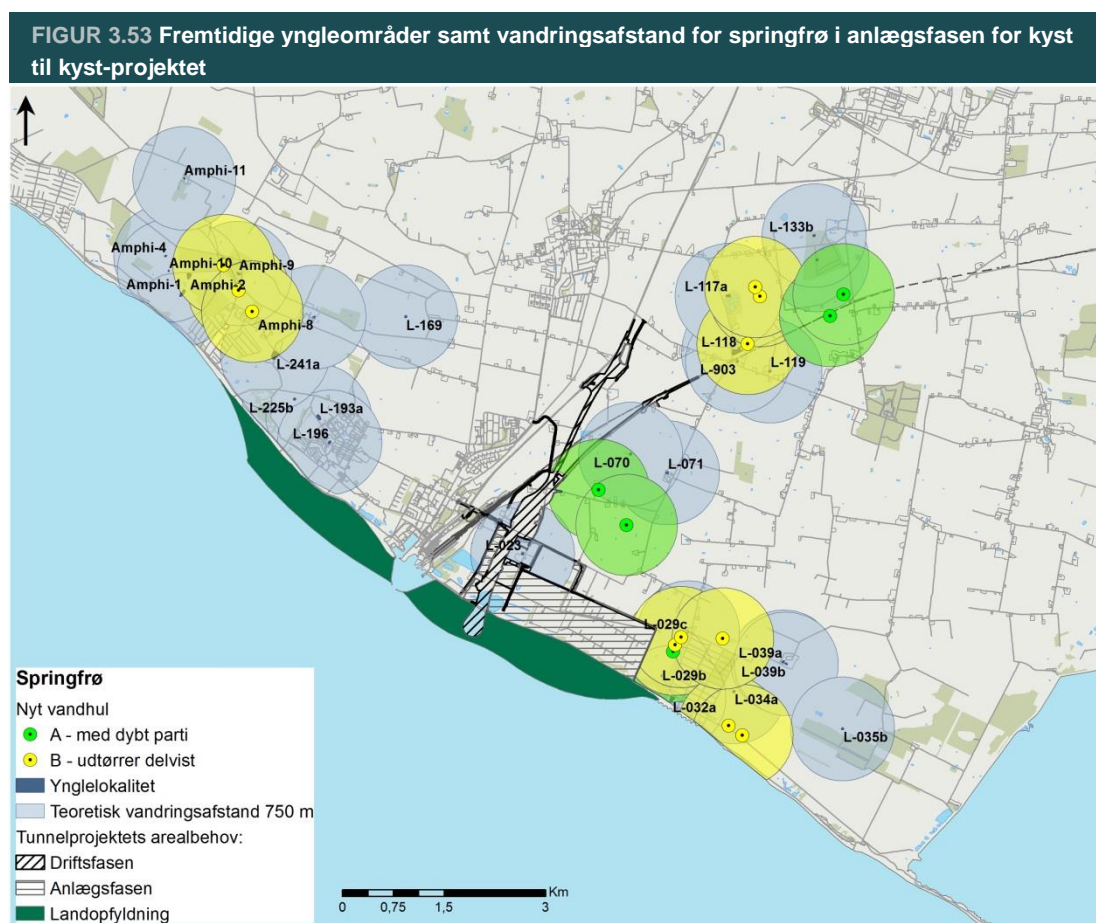 FIGUR 3.53 Fremtidige yngleområder samt vandringsafstand for springfrø i anlægsfasen for kyst
til kyst-projektet
Amphi-11
L-133b
Amphi-4
Amphi-10
Amphi-9
Amphi-1
Amphi-2
L-117a
Amphi-8
L-169
L-118
L-119
L-241a
L-903
L-225b
L-193a
L-196
L-070
L-071
L-023
L-029c
L-039a
L-039b
L-029b
L-034a
L-032a
L-035b
Springfrø
Nyt vandhul
A - med dybt parti
B - udtørrer delvist
Ynglelokalitet
Teoretisk vandringsafstand 750 m
Tunnelprojektets arealbehov:
Driftsfasen
Anlægsfasen
Landopfyldning
Km
0 0,75 1,5 3